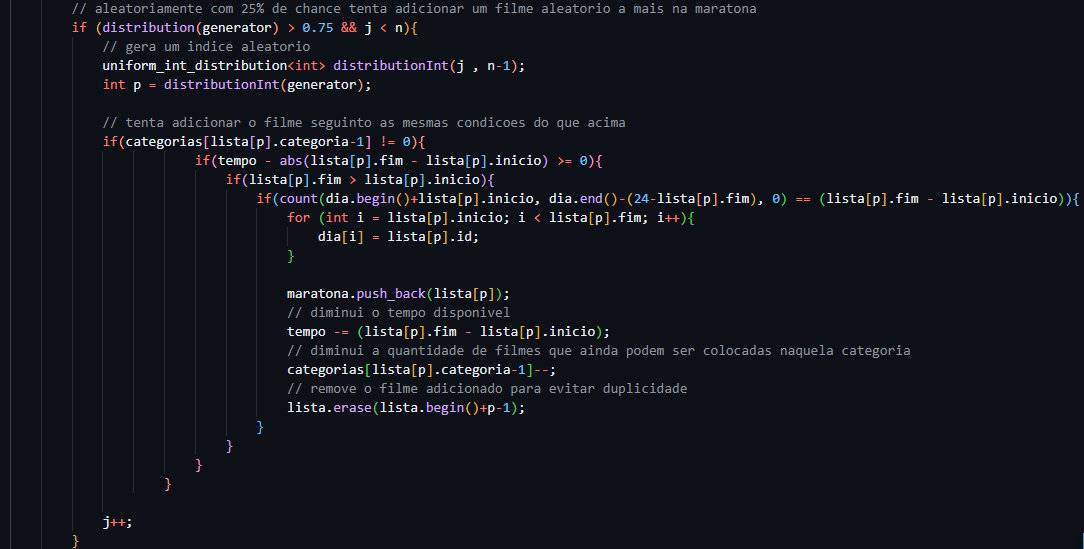 // aleatoriamente com 25% de chance tenta adicionar um filme aleatorio a mais na maratona
if (distribution(generator) > 0.75 && j < n){
// gera um indice aleatorio
uniform_int_distribution<int> distributionInt(j , n-1);
int p = distributionInt(generator);
// tenta adicionar o filme seguinto as mesmas condicoes do que acima
if(categorias[lista[p].categoria-1] != 0){
if(tempo - abs(lista[p].fim - lista[p].inicio) >= 0){
if(lista[p].fim > lista[p].inicio){
if(count(dia.begin()+lista[p].inicio, dia.end()-(24-lista[p].fim), 0) == (lista[p].fim - lista[p].inicio)){
for (int i = lista[p].inicio; i < lista[p].fim; i++){
dia[i] = lista[p].id;
}
maratona.push_back(lista[p]);
// diminui o tempo disponivel
tempo -= (lista[p].fim - lista[p].inicio);
// diminui a quantidade de filmes que ainda podem ser colocadas naquela categoria
categorias[lista[p].categoria-1]--;
// remove o filme adicionado para evitar duplicidade
lista.erase(lista.begin()+p-1);
}
}
}
}
j++;
}